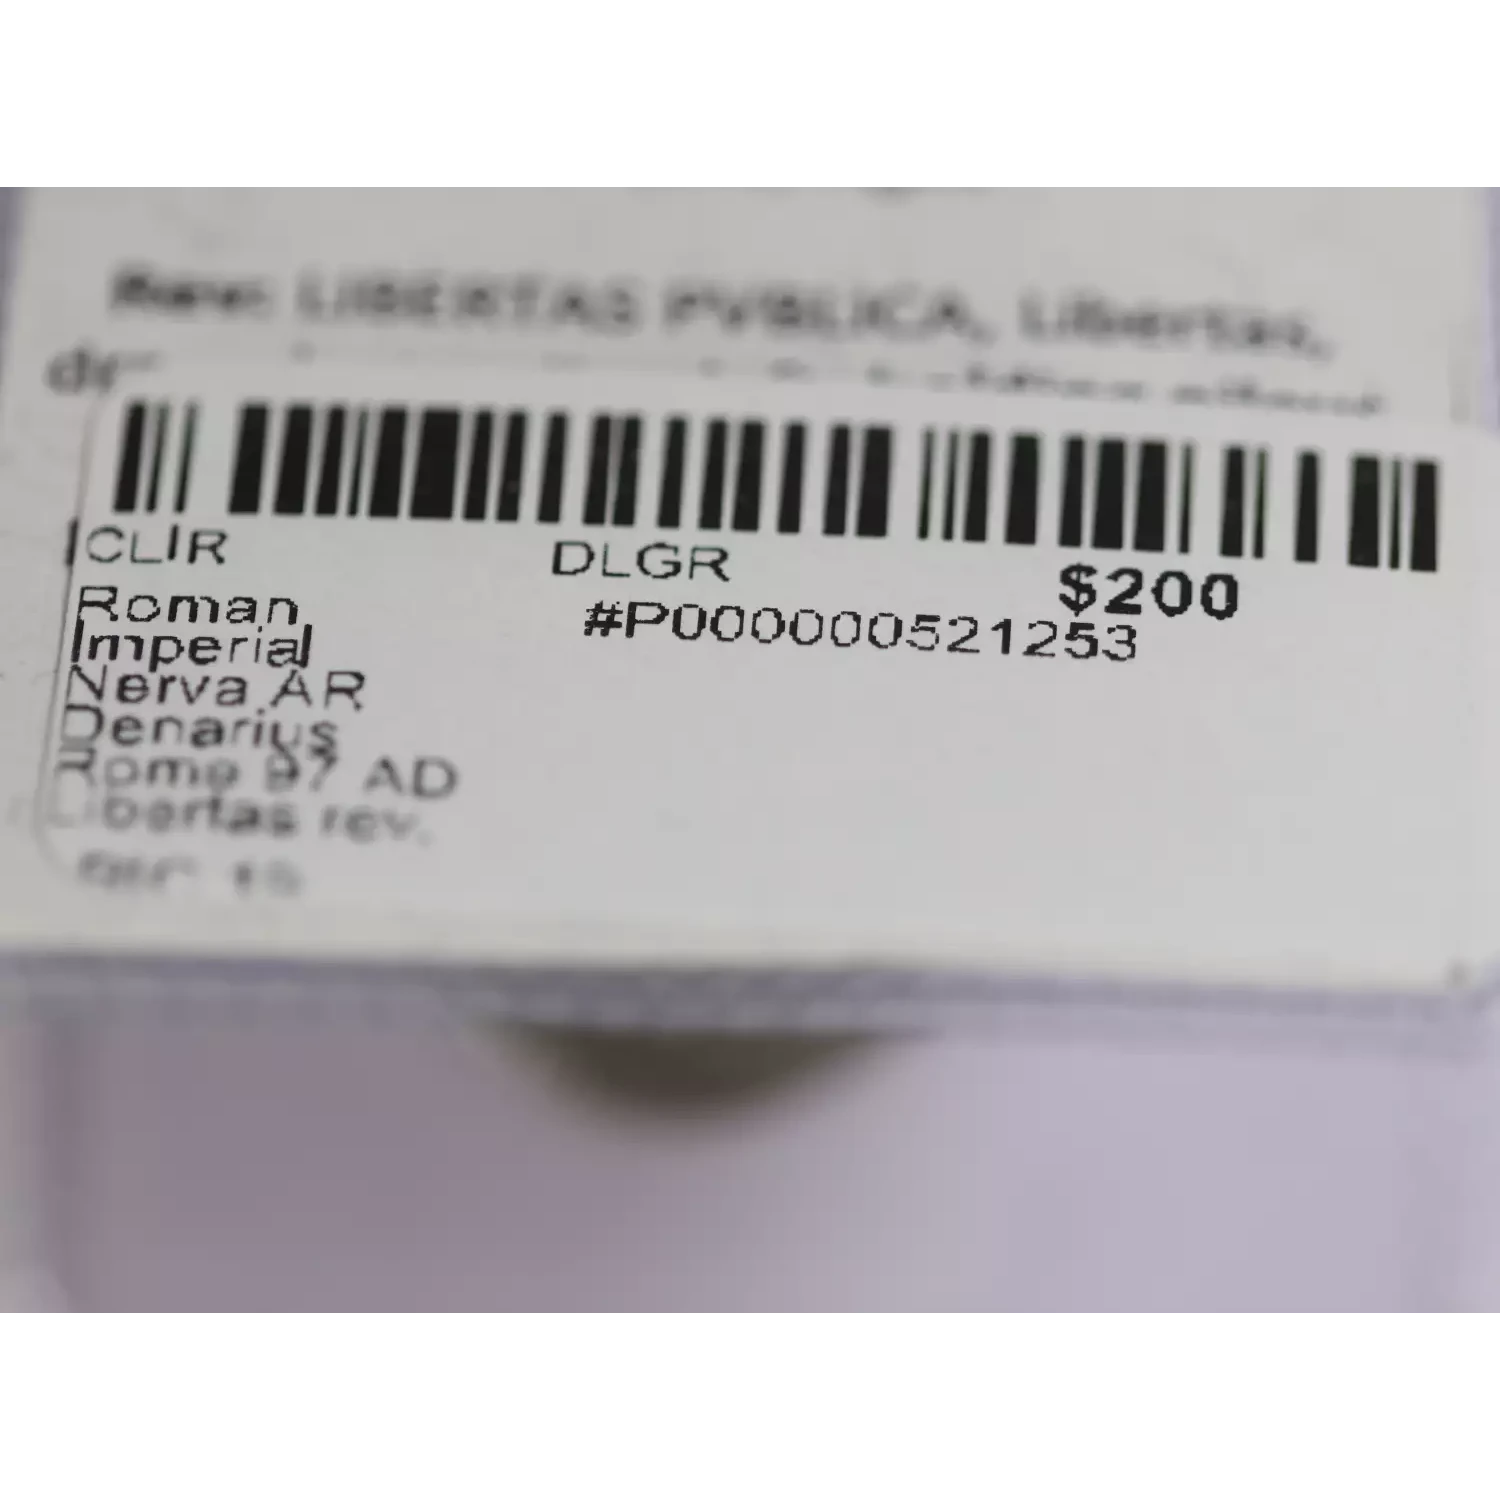 Rev: LIBERTAS PVBLICA, Libertas,
CLIR DLGR $200
#P000000521253
Roman
Imperial
Nerva AR
Denarius
Rome 97 AD
Libertas rev.